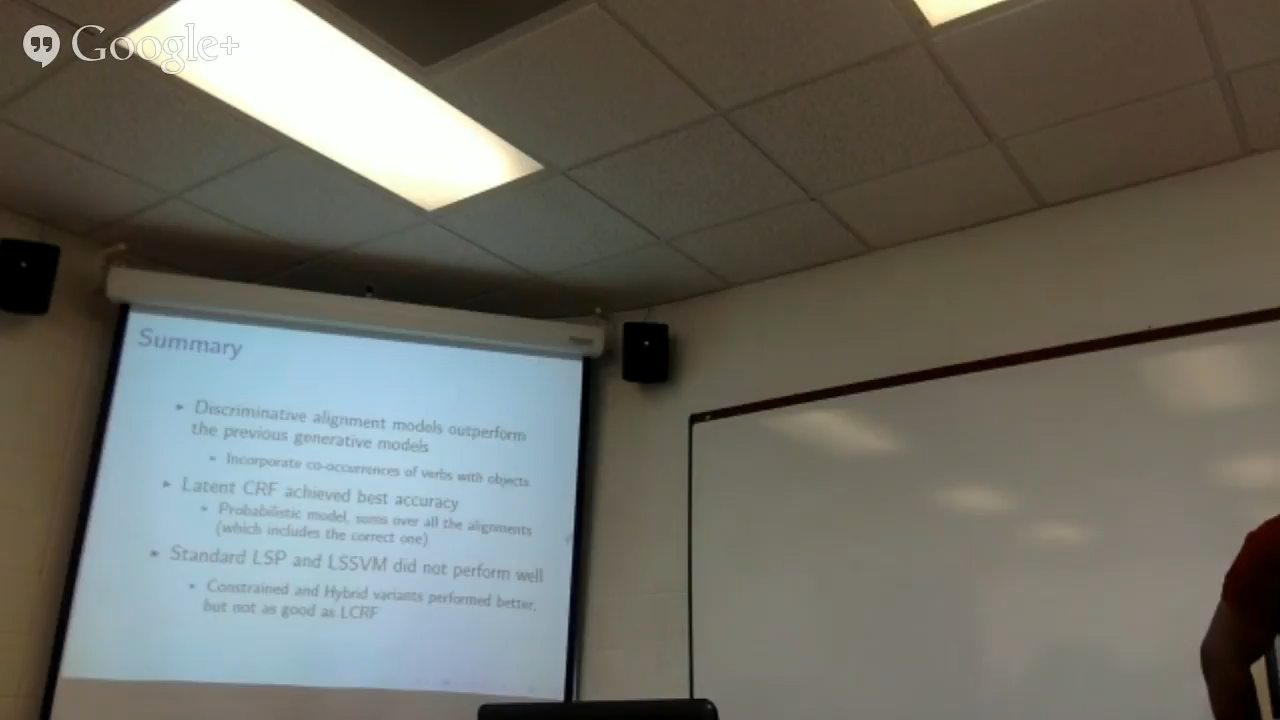 Google+
Summary
Discriminative alignment models outperform
the previous generative models
Incorporate co-occurrences of verbs with objects
Latent CRF achieved best accuracy
Probabilistic model, sums over all the alignments
(which includes the correct one)
Standard LSP and LSSVM did not perform well
Constrained and Hybrid variants performed better,
but not as good as LCRF